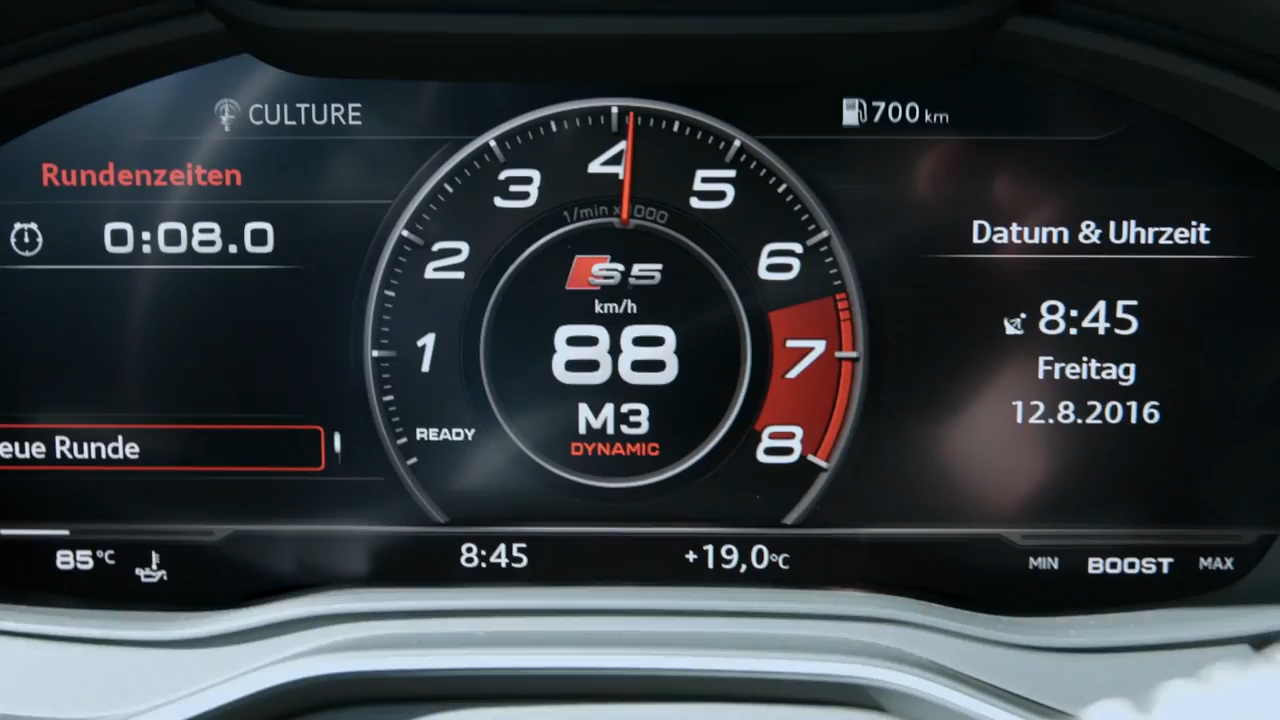 CULTURE
700 km
Rundenzeiten
0:08.0
eue Runde
85°C
1
2
3
4
5
6
7
8
1/min x1000
READY
S5
km/h
88
M3
DYNAMIC
Datum & Uhrzeit
8:45
Freitag
12.8.2016
8:45
+19,0°C
MIN BOOST MAX